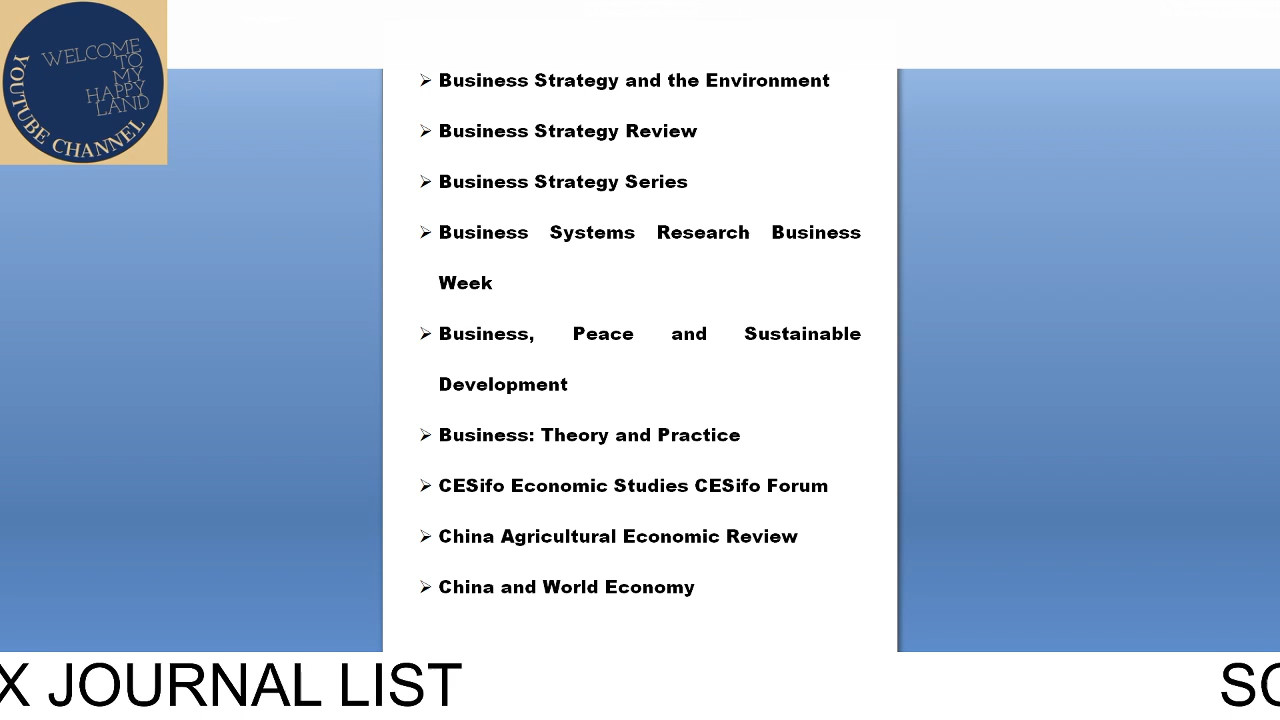 WELCOME
TO
MY
HAPPY
LAND
YOUTUBE CHANNEL
Business Strategy and the Environment
Business Strategy Review
Business Strategy Series
Business Systems Research Business
Week
Business, Peace and Sustainable
Development
Business: Theory and Practice
CESifo Economic Studies CESifo Forum
China Agricultural Economic Review
China and World Economy
X JOURNAL LIST SC